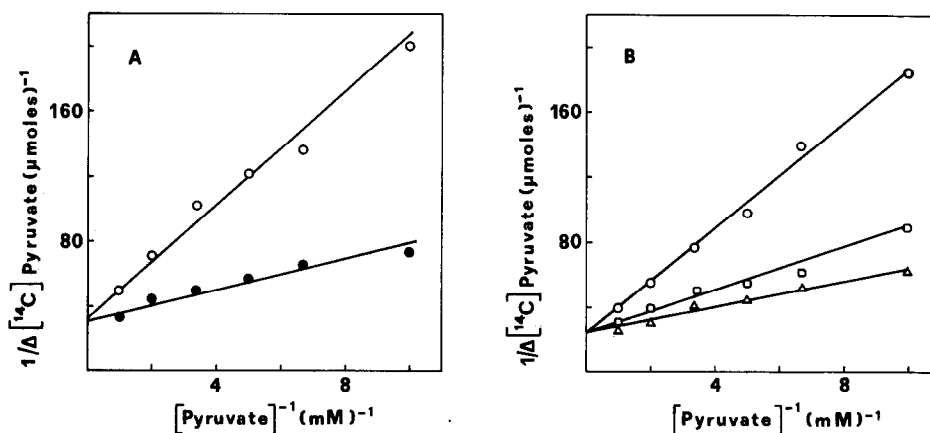 A
160
80
4
8
1/Δ [¹⁴C] Pyruvate (μmoles)⁻¹
[Pyruvate]⁻¹ (mM)⁻¹
B
160
80
4
8
1/Δ [¹⁴C] Pyruvate (μmoles)⁻¹
[Pyruvate]⁻¹ (mM)⁻¹